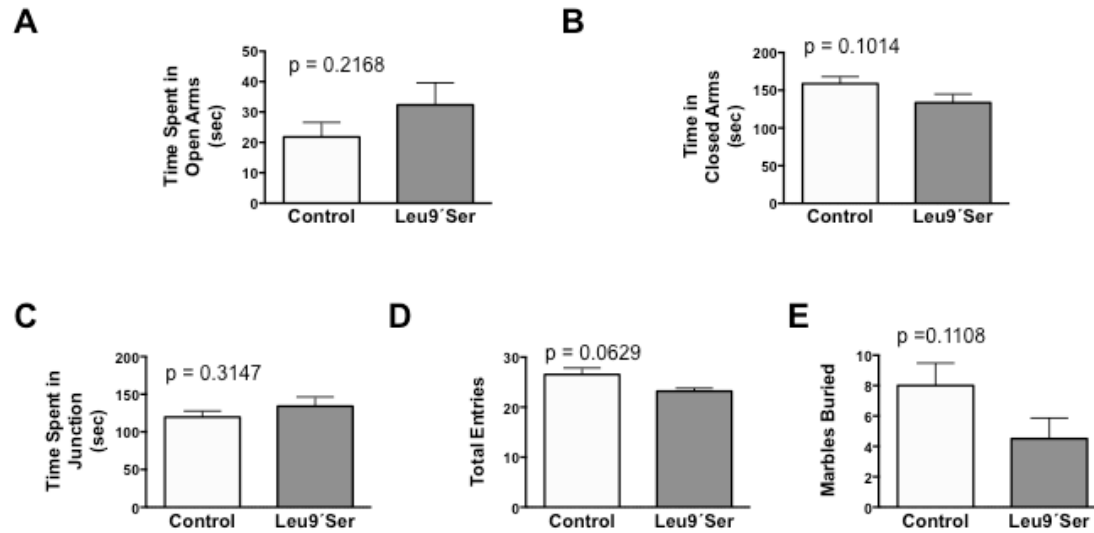 A
Time Spent in
Open Arms
(sec)
50
40
30
20
10
0
p = 0.2168
Control Leu9´Ser
B
Time in
Closed Arms
(sec)
200
150
100
50
0
p = 0.1014
Control Leu9´Ser
C
Time Spent in
Junction
(sec)
200
150
100
50
0
p = 0.3147
Control Leu9´Ser
D
Total Entries
30
20
10
0
p = 0.0629
Control Leu9´Ser
E
Marbles Buried
10
8
6
4
2
0
p =0.1108
Control Leu9´Ser